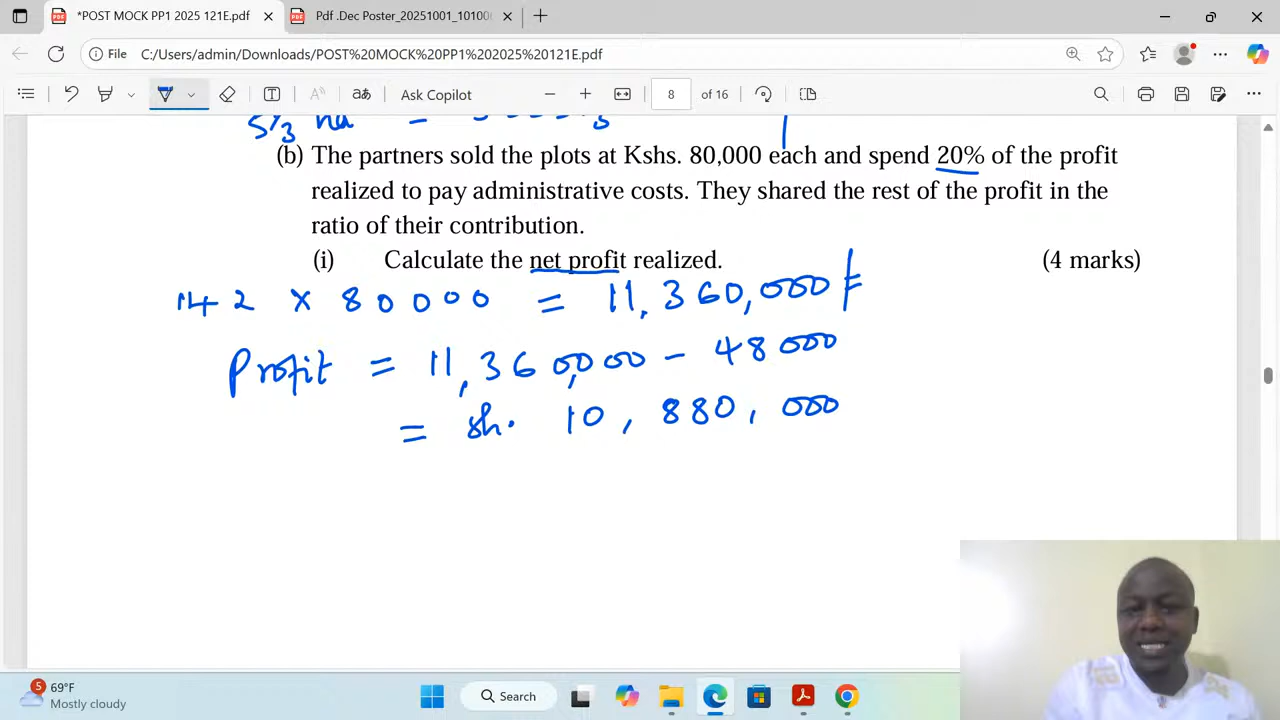 *POST MOCK PP1 2025 121E.pdf
Pdf .Dec Poster_20251001_10100
File C:/Users/admin/Downloads/POST%20MOCK%20PP1%202025%20121E.pdf
Ask Copilot 8 of 16
(b) The partners sold the plots at Kshs. 80,000 each and spend 20% of the profit
realized to pay administrative costs. They shared the rest of the profit in the
ratio of their contribution.
(i) Calculate the net profit realized. (4 marks)
142 × 80000 = 11,360,000
Profit = 11,360,000 - 48000
= sh. 10,880,000
5 69°F
Mostly cloudy
Search